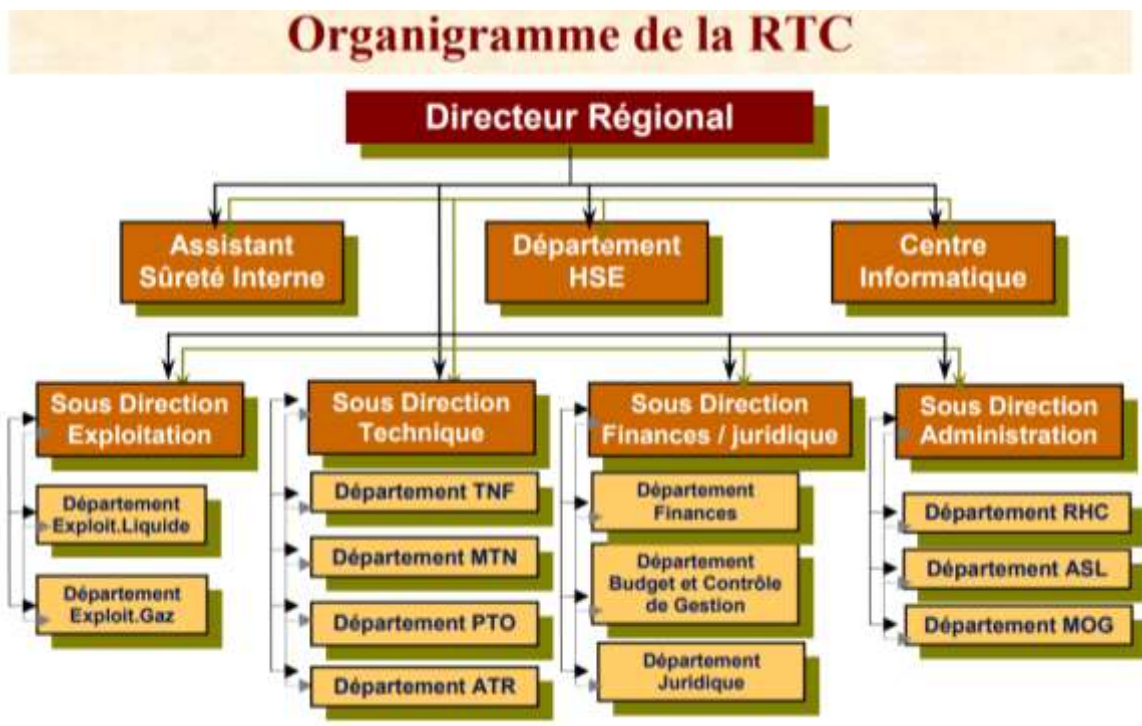 Organigramme de la RTC
Directeur Régional
Assistant
Sûreté Interne
Département
HSE
Centre
Informatique
Sous Direction
Exploitation
Sous Direction
Technique
Sous Direction
Finances / juridique
Sous Direction
Administration
Département
Exploit.Liquide
Département
Exploit.Gaz
Département TNF
Département MTN
Département PTO
Département ATR
Département
Finances
Département
Budget et Contrôle
de Gestion
Département
Juridique
Département RHC
Département ASL
Département MOG